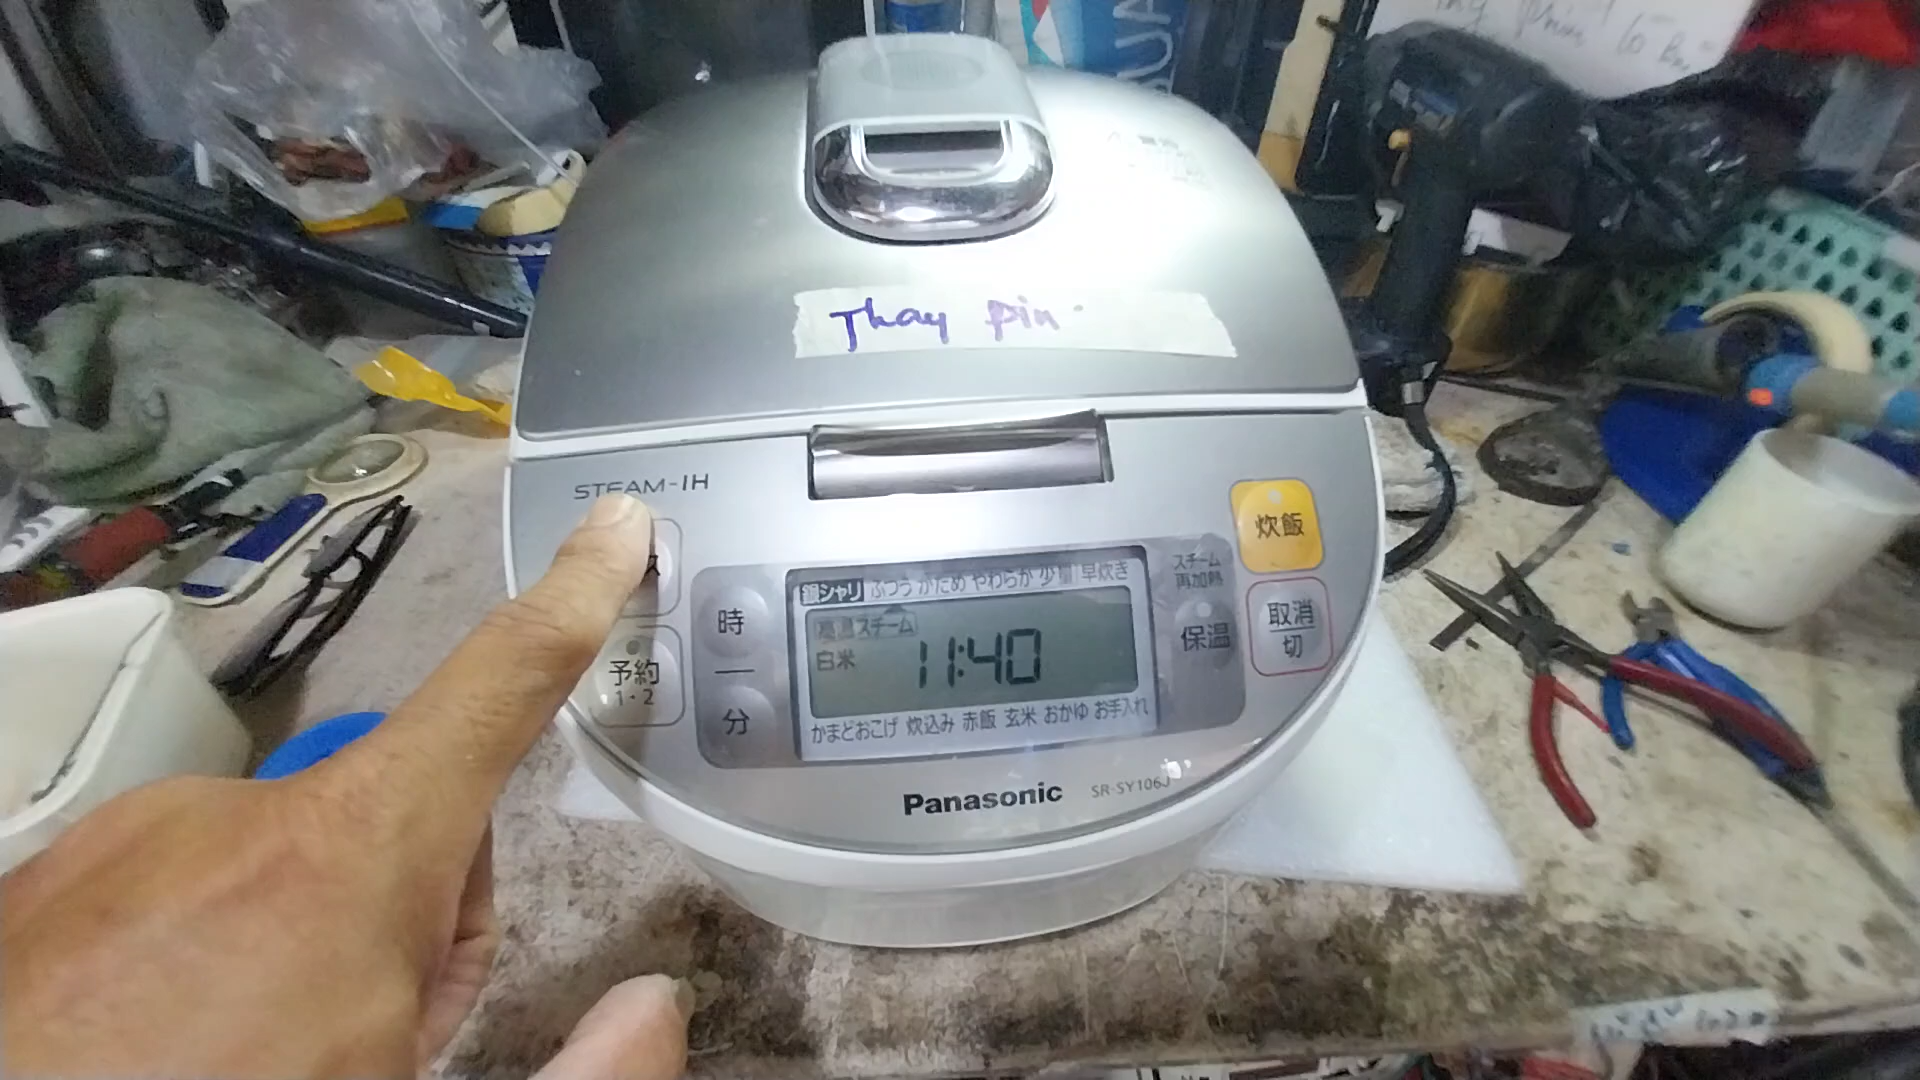 Thay pin
STEAM-IH
炊飯
スチーム
再加熱
銀シャリ ふつう かため やわらか 少量 早炊き
時
高温スチーム
取消
切
保温
白米
11:40
予約
1・2
分
かまどおこげ 炊込み 赤飯 玄米 おかゆ お手入れ
Panasonic
SR-SY106J